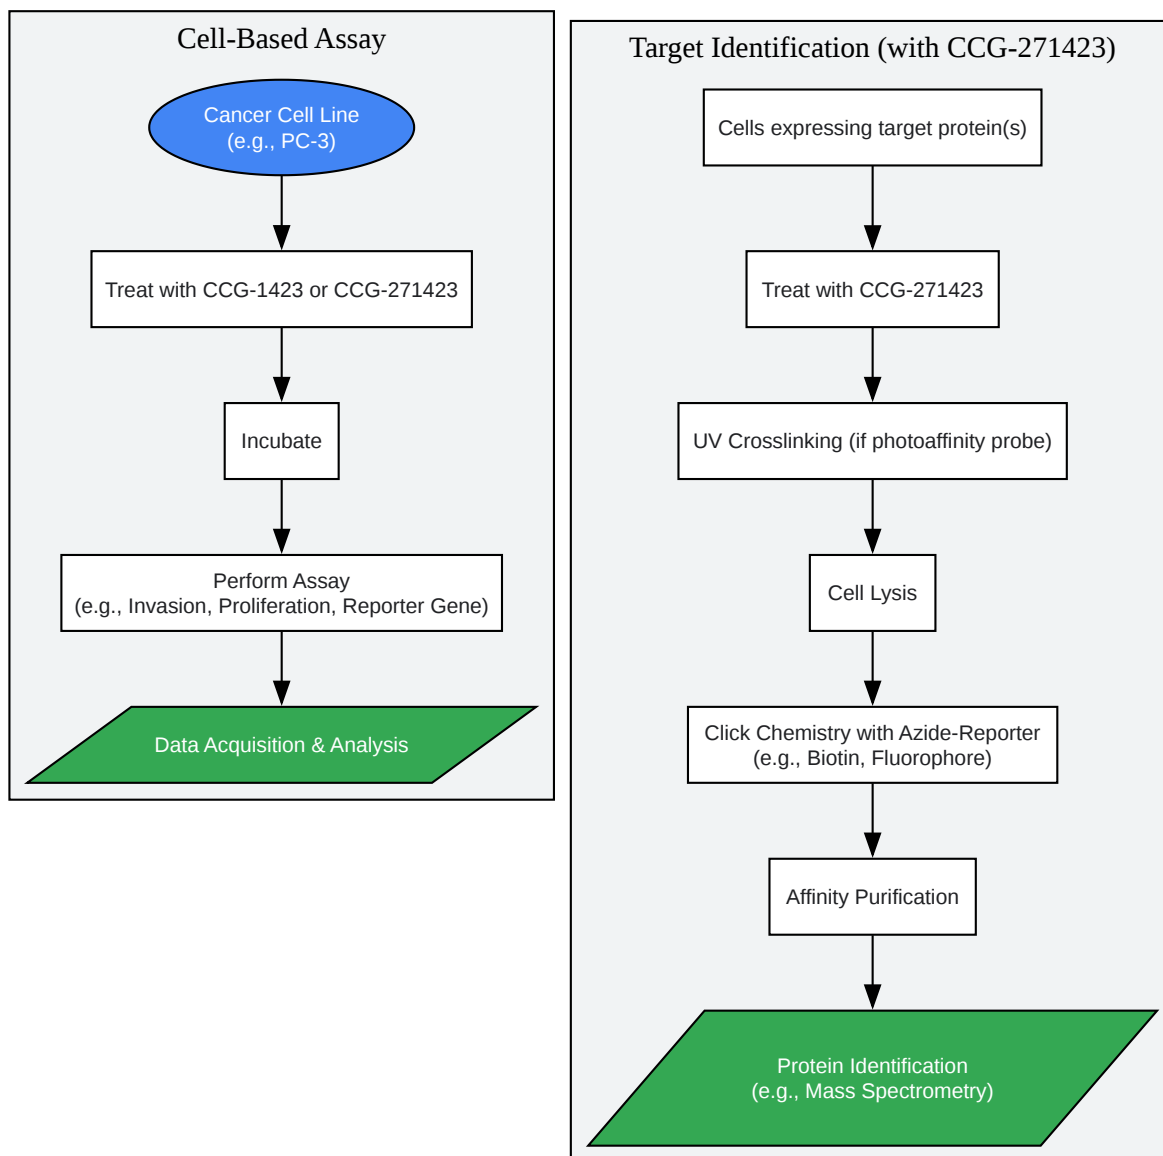 Cell-Based Assay
Cancer Cell Line
(e.g., PC-3)
Treat with CCG-1423 or CCG-271423
Incubate
Perform Assay
(e.g., Invasion, Proliferation, Reporter Gene)
Data Acquisition & Analysis
Target Identification (with CCG-271423)
Cells expressing target protein(s)
Treat with CCG-271423
UV Crosslinking (if photoaffinity probe)
Cell Lysis
Click Chemistry with Azide-Reporter
(e.g., Biotin, Fluorophore)
Affinity Purification
Protein Identification
(e.g., Mass Spectrometry)